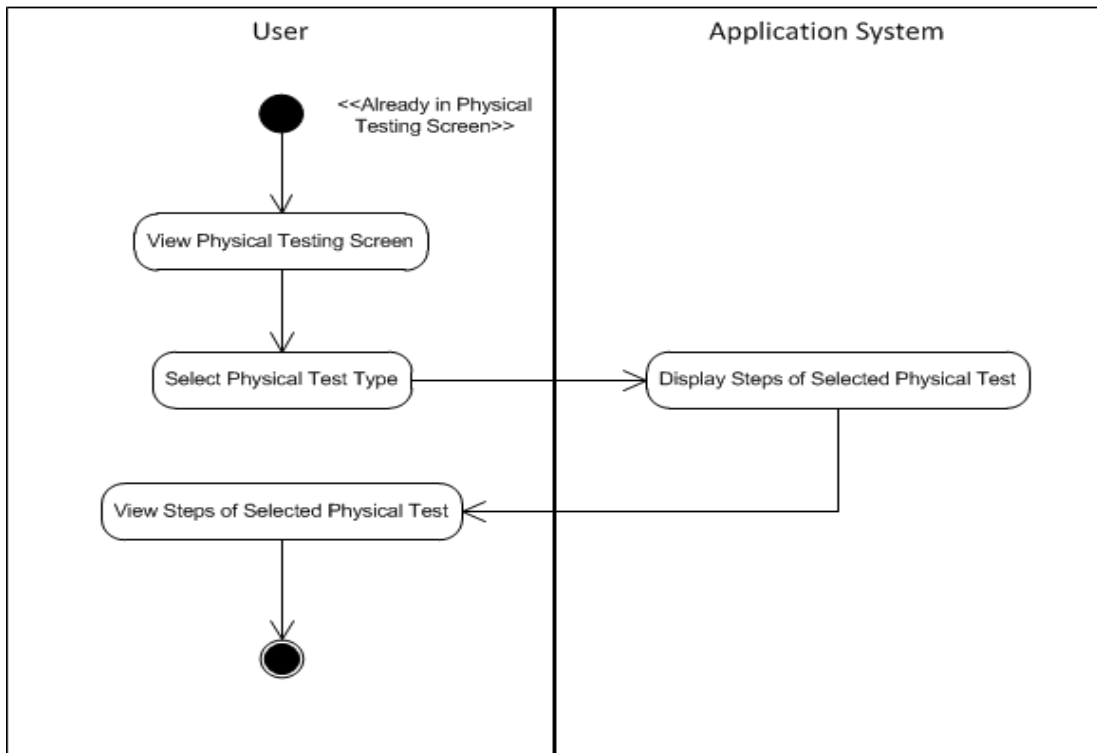 User
Application System
<<Already in Physical
Testing Screen>>
View Physical Testing Screen
Select Physical Test Type
Display Steps of Selected Physical Test
View Steps of Selected Physical Test